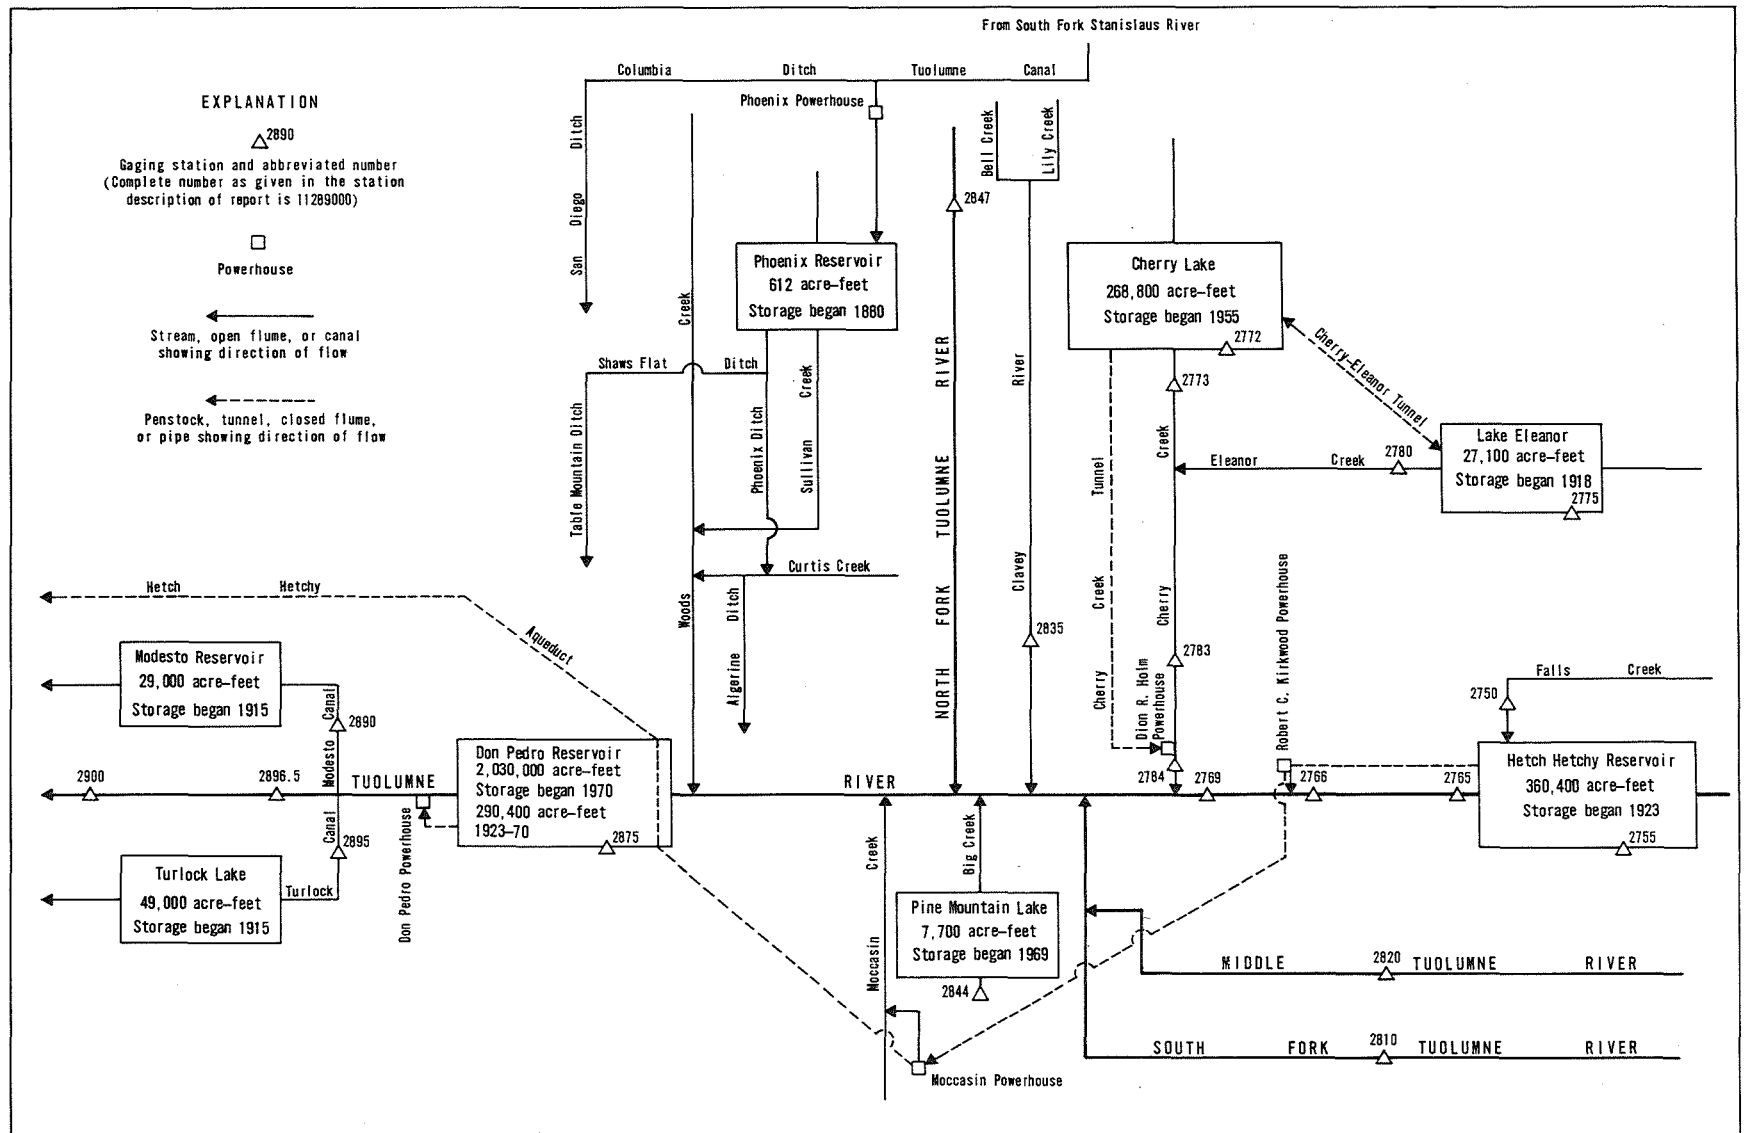 From South Fork Stanislaus River
Columbia Ditch Tuolumne Canal
EXPLANATION
2890
Gaging station and abbreviated number
(Complete number as given in the station
description of report is 11289000)
Powerhouse
Stream, open flume, or canal
showing direction of flow
Penstock, tunnel, closed flume,
or pipe showing direction of flow
San Diego Ditch
Phoenix Powerhouse
Phoenix Reservoir
612 acre-feet
Storage began 1880
Shaws Flat Ditch
Table Mountain Ditch
Phoenix Ditch
Sullivan Creek
Woods Creek
Curtis Creek
Algerine Ditch
2847
NORTH FORK TUOLUMNE RIVER
Bell Creek
Lily Creek
Clavey River
2835
Cherry Lake
268,800 acre-feet
Storage began 1955
2772
2773
Cherry-Eleanor Tunnel
Lake Eleanor
27,100 acre-feet
Storage began 1918
2775
2780
Eleanor Creek
Cherry Creek Tunnel
Cherry Creek
2783
Dion R. Holm
Powerhouse
2784
Robert C. Kirkwood Powerhouse
Falls Creek
2750
Hetch Hetchy Reservoir
360,400 acre-feet
Storage began 1923
2755
2765
2766
2769
Hetch Hetchy Aqueduct
Modesto Reservoir
29,000 acre-feet
Storage began 1915
Modesto Canal
2890
2900
2896.5
TUOLUMNE RIVER
Don Pedro Reservoir
2,030,000 acre-feet
Storage began 1970
290,400 acre-feet
1923-70
2875
Don Pedro Powerhouse
Turlock Canal
2895
Turlock Lake
49,000 acre-feet
Storage began 1915
Moccasin Creek
Big Creek
Pine Mountain Lake
7,700 acre-feet
Storage began 1969
2844
Moccasin Powerhouse
MIDDLE TUOLUMNE RIVER
2820
SOUTH FORK TUOLUMNE RIVER
2810